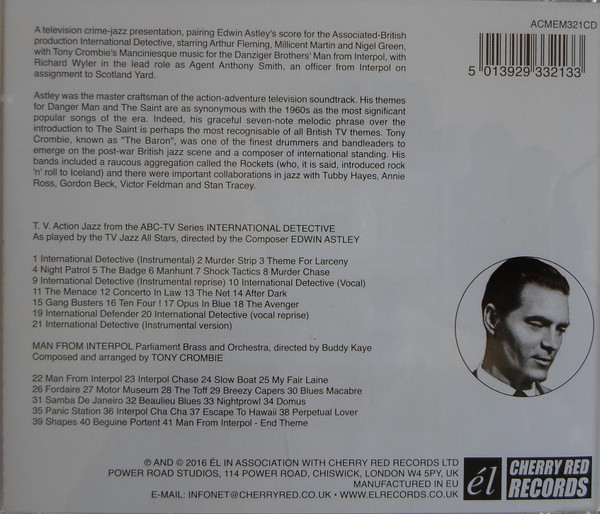 ACMEM321CD
5 013929 332133
A television crime-jazz presentation, pairing Edwin Astley's score for the Associated-British
production International Detective, starring Arthur Fleming, Millicent Martin and Nigel Green,
with Tony Crombie's Manciniesque music for the Danziger Brothers' Man from Interpol, with
Richard Wyler in the lead role as Agent Anthony Smith, an officer from Interpol on
assignment to Scotland Yard.
Astley was the master craftsman of the action-adventure television soundtrack. His themes
for Danger Man and The Saint are as synonymous with the 1960s as the most significant
popular songs of the era. Indeed, his graceful seven-note melodic phrase over the
introduction to The Saint is perhaps the most recognisable of all British TV themes. Tony
Crombie, known as "The Baron", was one of the finest drummers and bandleaders to
emerge on the post-war British jazz scene and a composer of international standing. His
bands included a raucous aggregation called the Rockets (who, it is said, introduced rock
'n' roll to Iceland) and there were important collaborations in jazz with Tubby Hayes, Annie
Ross, Gordon Beck, Victor Feldman and Stan Tracey.
T. V. Action Jazz from the ABC-TV Series INTERNATIONAL DETECTIVE
As played by the TV Jazz All Stars, directed by the Composer EDWIN ASTLEY
1 International Detective (Instrumental) 2 Murder Strip 3 Theme For Larceny
4 Night Patrol 5 The Badge 6 Manhunt 7 Shock Tactics 8 Murder Chase
9 International Detective (Instrumental reprise) 10 International Detective (Vocal)
11 The Menace 12 Concerto In Law 13 The Net 14 After Dark
15 Gang Busters 16 Ten Four ! 17 Opus In Blue 18 The Avenger
19 International Defender 20 International Detective (vocal reprise)
21 International Detective (Instrumental version)
MAN FROM INTERPOL Parliament Brass and Orchestra, directed by Buddy Kaye
Composed and arranged by TONY CROMBIE
22 Man From Interpol 23 Interpol Chase 24 Slow Boat 25 My Fair Laine
26 Fordaire 27 Motor Museum 28 The Toff 29 Breezy Capers 30 Blues Macabre
31 Samba De Janeiro 32 Beaulieu Blues 33 Nightprowl 34 Domus
35 Panic Station 36 Interpol Cha Cha 37 Escape To Hawaii 38 Perpetual Lover
39 Shapes 40 Beguine Portent 41 Man From Interpol - End Theme
℗ AND © 2016 ÉL IN ASSOCIATION WITH CHERRY RED RECORDS LTD
POWER ROAD STUDIOS, 114 POWER ROAD, CHISWICK, LONDON W4 5PY, UK
MANUFACTURED IN EU
E-MAIL: INFONET@CHERRYRED.CO.UK • WWW.ELRECORDS.CO.UK
él
CHERRY RED
RECORDS